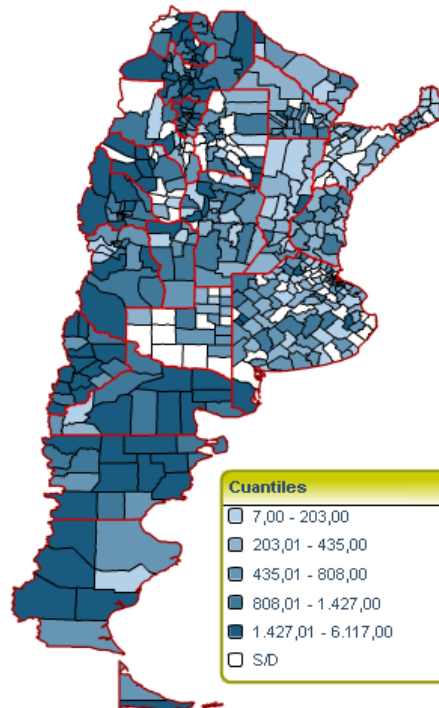 Cuantiles
7,00 - 203,00
203,01 - 435,00
435,01 - 808,00
808,01 - 1.427,00
1.427,01 - 6.117,00
S/D